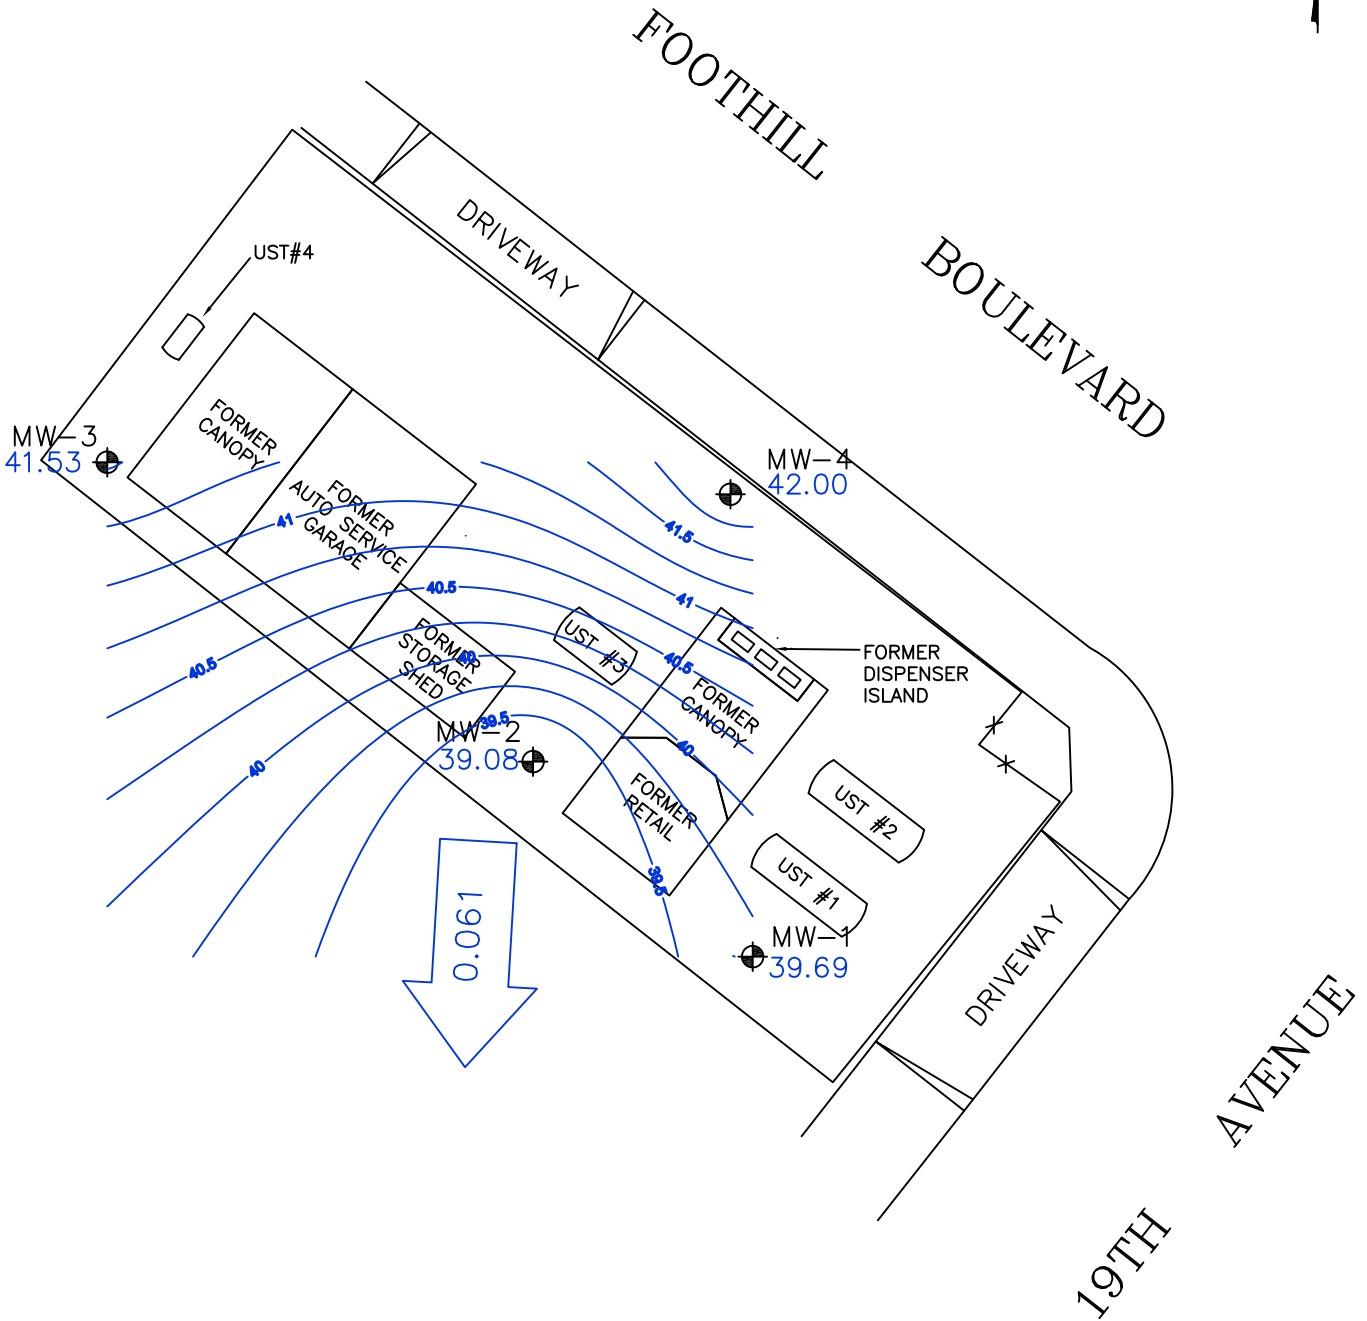 FOOTHILL
BOULEVARD
DRIVEWAY
UST#4
MW-3
41.53
FORMER
CANOPY
FORMER
AUTO SERVICE
GARAGE
MW-4
42.00
41
41.5
40.5
41
40.5
40.5
FORMER
STORAGE
SHED
40
UST #3
FORMER
DISPENSER
ISLAND
FORMER
CANOPY
39.5
MW-2
39.08
40
40
FORMER
RETAIL
UST #2
UST #1
39.5
0.061
MW-1
39.69
DRIVEWAY
19TH
AVENUE